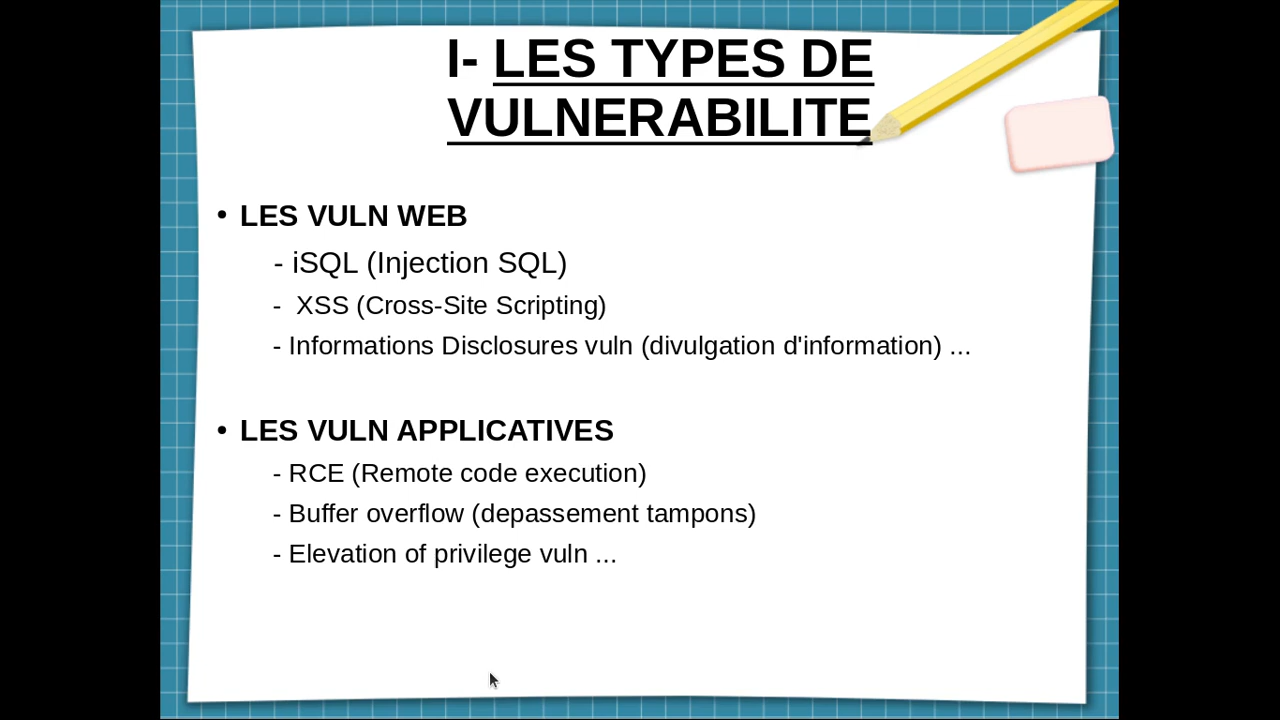 I- LES TYPES DE
VULNERABILITE
• LES VULN WEB
- iSQL (Injection SQL)
- XSS (Cross-Site Scripting)
- Informations Disclosures vuln (divulgation d'information) ...
• LES VULN APPLICATIVES
- RCE (Remote code execution)
- Buffer overflow (depassement tampons)
- Elevation of privilege vuln ...